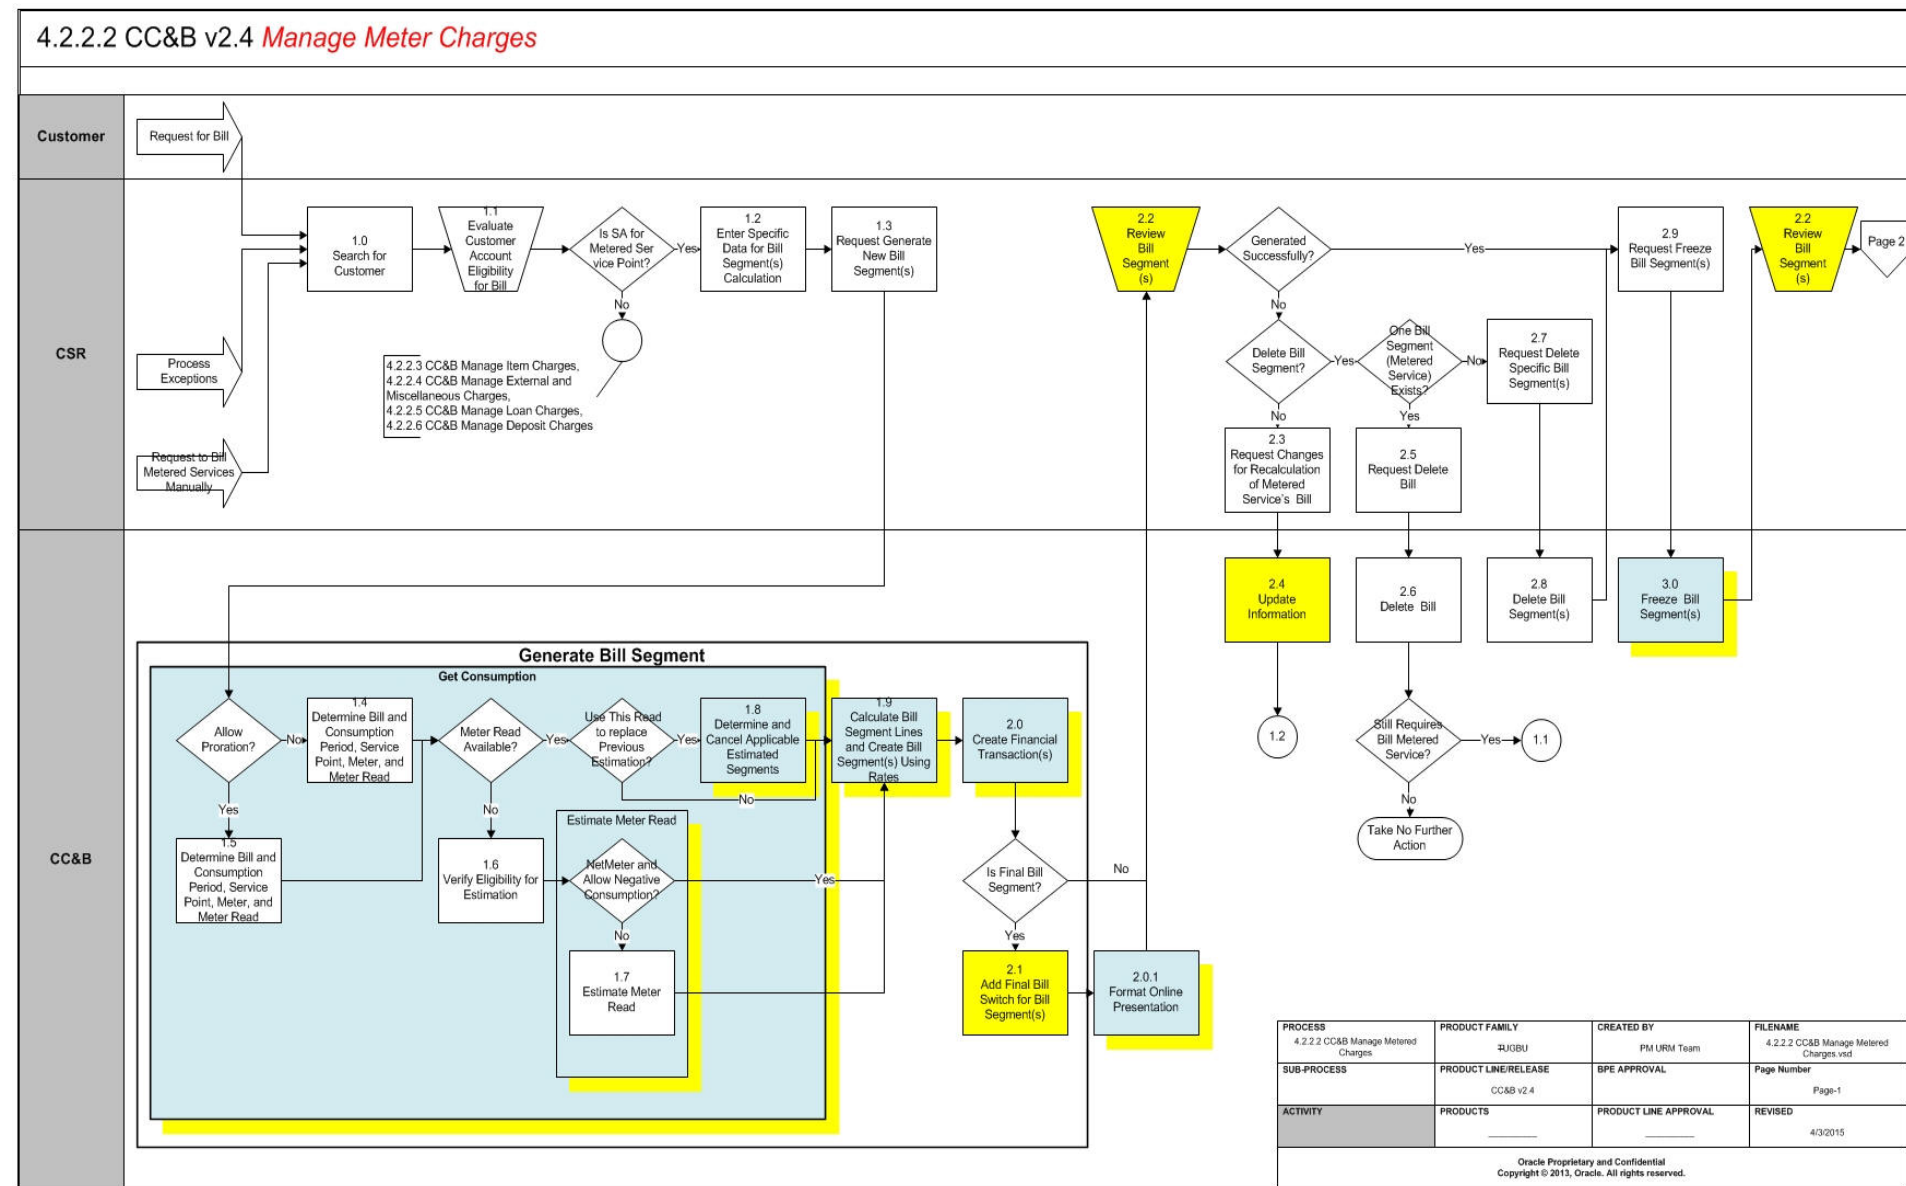 4.2.2.2 CC&B v2.4 Manage Meter Charges
Customer
Request for Bill
CSR
Process
Exceptions
Request to Bill
Metered Services
Manually
1.0
Search for
Customer
1.1
Evaluate
Customer
Account
Eligibility
for Bill
Is SA for
Metered Ser
vice Point?
Yes
No
4.2.2.3 CC&B Manage Item Charges,
4.2.2.4 CC&B Manage External and
Miscellaneous Charges,
4.2.2.5 CC&B Manage Loan Charges,
4.2.2.6 CC&B Manage Deposit Charges
1.2
Enter Specific
Data for Bill
Segment(s)
Calculation
1.3
Request Generate
New Bill
Segment(s)
2.2
Review
Bill
Segment
(s)
Generated
Successfully?
Yes
No
Delete Bill
Segment?
Yes
No
One Bill
Segment
(Metered
Service)
Exists?
No
Yes
2.7
Request Delete
Specific Bill
Segment(s)
2.3
Request Changes
for Recalculation
of Metered
Service's Bill
2.5
Request Delete
Bill
2.9
Request Freeze
Bill Segment(s)
2.2
Review
Bill
Segment
(s)
Page 2
CC&B
2.4
Update
Information
2.6
Delete Bill
2.8
Delete Bill
Segment(s)
3.0
Freeze Bill
Segment(s)
1.2
Still Requires
Bill Metered
Service?
Yes
1.1
No
Take No Further
Action
Generate Bill Segment
Get Consumption
Allow
Proration?
No
Yes
1.4
Determine Bill and
Consumption
Period, Service
Point, Meter, and
Meter Read
1.5
Determine Bill and
Consumption
Period, Service
Point, Meter, and
Meter Read
Meter Read
Available?
Yes
No
Use This Read
to replace
Previous
Estimation?
Yes
No
1.8
Determine and
Cancel Applicable
Estimated
Segments
1.6
Verify Eligibility for
Estimation
Estimate Meter Read
NetMeter and
Allow Negative
Consumption?
Yes
No
1.7
Estimate Meter
Read
1.9
Calculate Bill
Segment Lines
and Create Bill
Segment(s) Using
Rates
2.0
Create Financial
Transaction(s)
Is Final Bill
Segment?
No
Yes
2.1
Add Final Bill
Switch for Bill
Segment(s)
2.0.1
Format Online
Presentation
PROCESS
4.2.2.2 CC&B Manage Metered
Charges
PRODUCT FAMILY
TUGBU
CREATED BY
PM URM Team
FILENAME
4.2.2.2 CC&B Manage Metered
Charges.vsd
SUB-PROCESS
PRODUCT LINE/RELEASE
CC&B v2.4
BPE APPROVAL
Page Number
Page-1
ACTIVITY
PRODUCTS
PRODUCT LINE APPROVAL
REVISED
4/3/2015
Oracle Proprietary and Confidential
Copyright © 2013, Oracle. All rights reserved.